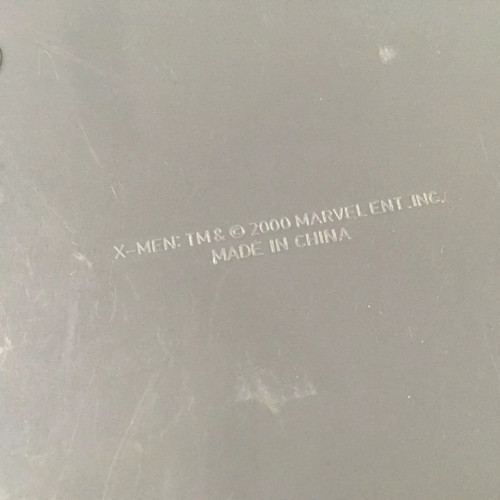 X-MEN: TM & © 2000 MARVEL ENT. INC.
MADE IN CHINA